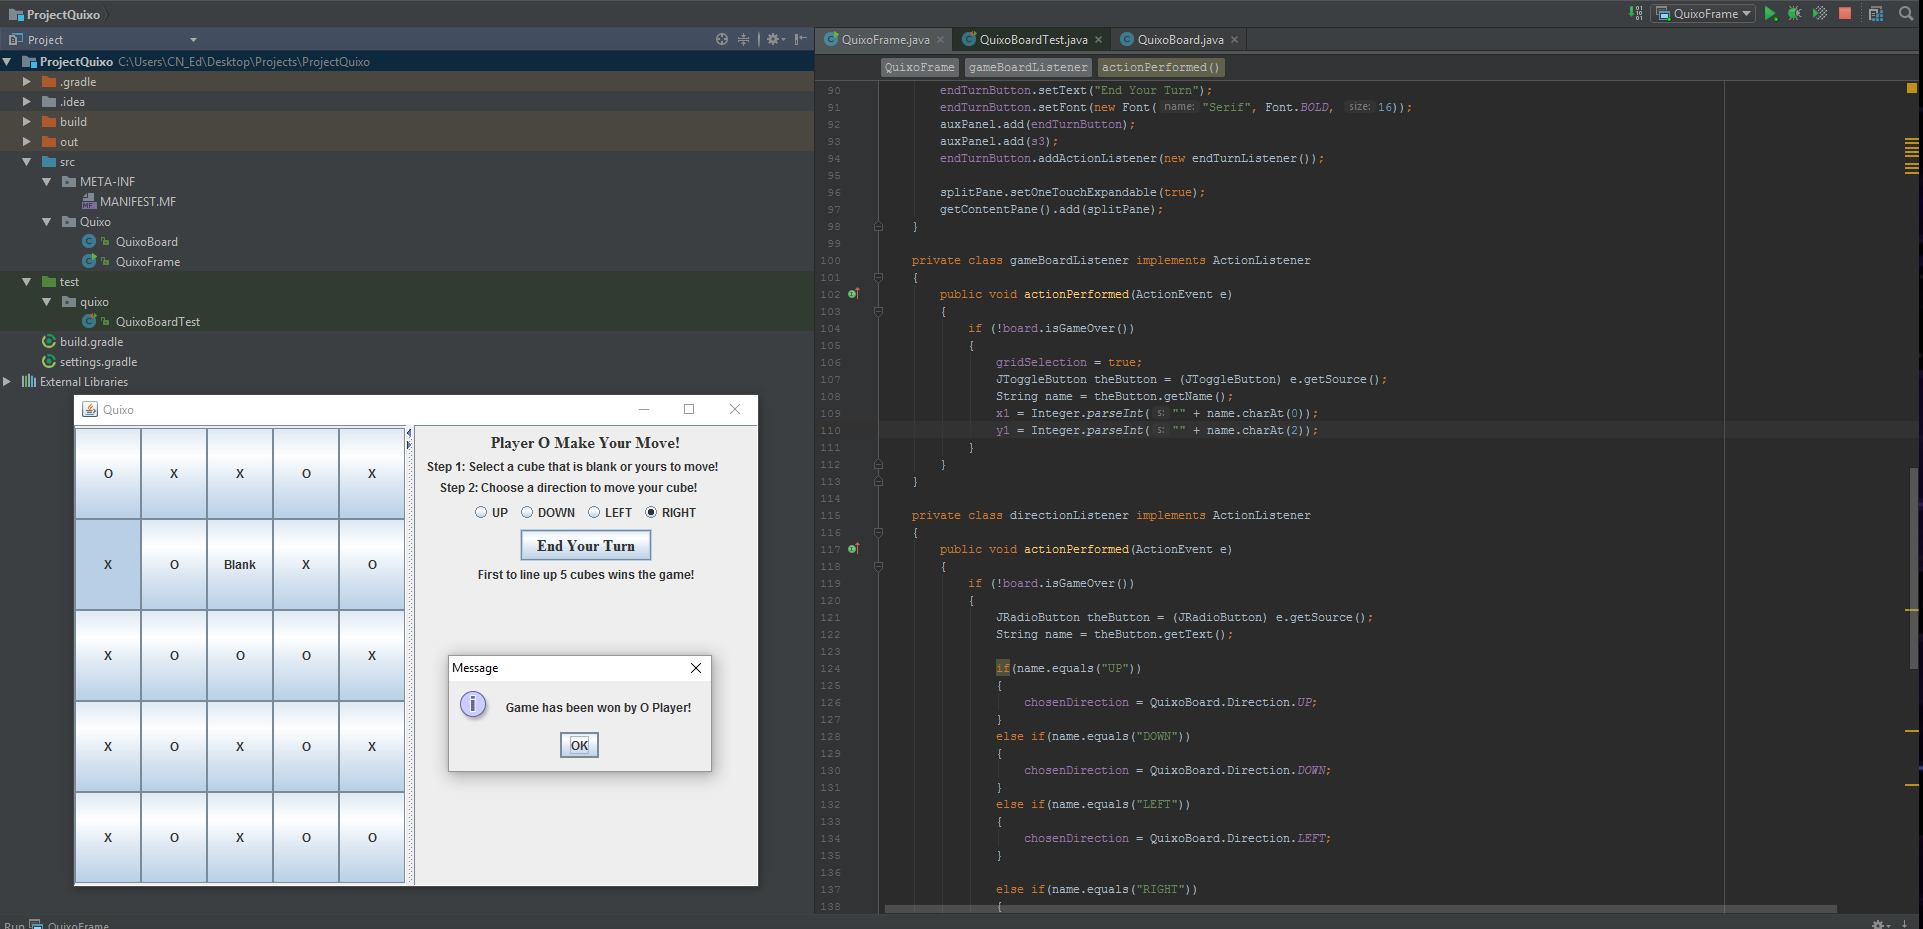 ProjectQuixo
QuixoFrame
Project
QuixoFrame.java
QuixoBoardTest.java
QuixoBoard.java
ProjectQuixo C:\Users\CN_Ed\Desktop\Projects\ProjectQuixo
.gradle
.idea
build
out
src
META-INF
MANIFEST.MF
Quixo
QuixoBoard
QuixoFrame
test
quixo
QuixoBoardTest
build.gradle
settings.gradle
External Libraries
Quixo
O X X O X
X O Blank X O
X O O O X
X O X O X
X O X O O
Player O Make Your Move!
Step 1: Select a cube that is blank or yours to move!
Step 2: Choose a direction to move your cube!
UP DOWN LEFT RIGHT
End Your Turn
First to line up 5 cubes wins the game!
Message
Game has been won by O Player!
OK
QuixoFrame gameBoardListener actionPerformed()
90 endTurnButton.setText("End Your Turn");
91 endTurnButton.setFont(new Font( name: "Serif", Font.BOLD, size: 16));
92 auxPanel.add(endTurnButton);
93 auxPanel.add(s3);
94 endTurnButton.addActionListener(new endTurnListener());
95
96 splitPane.setOneTouchExpandable(true);
97 getContentPane().add(splitPane);
98 }
99
100 private class gameBoardListener implements ActionListener
101 {
102 public void actionPerformed(ActionEvent e)
103 {
104 if (!board.isGameOver())
105 {
106 gridSelection = true;
107 JToggleButton theButton = (JToggleButton) e.getSource();
108 String name = theButton.getName();
109 x1 = Integer.parseInt( s: "" + name.charAt(0));
110 y1 = Integer.parseInt( s: "" + name.charAt(2));
111 }
112 }
113 }
114
115 private class directionListener implements ActionListener
116 {
117 public void actionPerformed(ActionEvent e)
118 {
119 if (!board.isGameOver())
120 {
121 JRadioButton theButton = (JRadioButton) e.getSource();
122 String name = theButton.getText();
123
124 if(name.equals("UP"))
125 {
126 chosenDirection = QuixoBoard.Direction.UP;
127 }
128 else if(name.equals("DOWN"))
129 {
130 chosenDirection = QuixoBoard.Direction.DOWN;
131 }
132 else if(name.equals("LEFT"))
133 {
134 chosenDirection = QuixoBoard.Direction.LEFT;
135 }
136
137 else if(name.equals("RIGHT"))
138 {
Run QuixoFrame